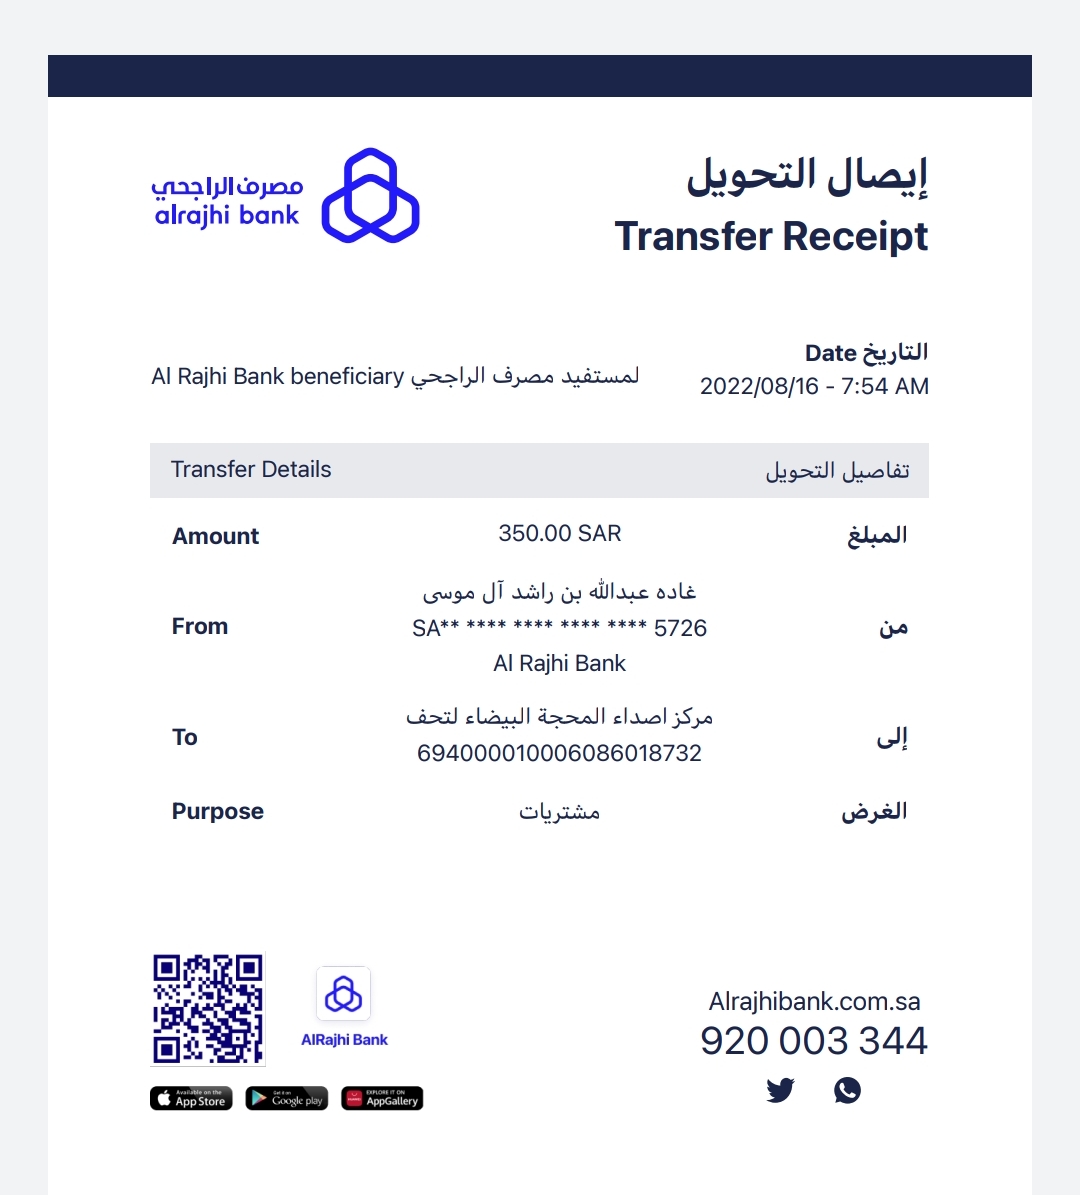 مصرف الراجحي
alrajhi bank
إيصال التحويل
Transfer Receipt
التاريخ Date
2022/08/16 - 7:54 AM
لمستفيد مصرف الراجحي Al Rajhi Bank beneficiary
Transfer Details تفاصيل التحويل
Amount 350.00 SAR المبلغ
غاده عبدالله بن راشد آل موسى
From SA** **** **** **** **** 5726 من
Al Rajhi Bank
مركز اصداء المحجة البيضاء لتحف
To إلى
694000010006086018732
Purpose مشتريات الغرض
AlRajhi Bank
Available on the App Store
Get it on Google play
EXPLORE IT ON AppGallery
Alrajhibank.com.sa
920 003 344